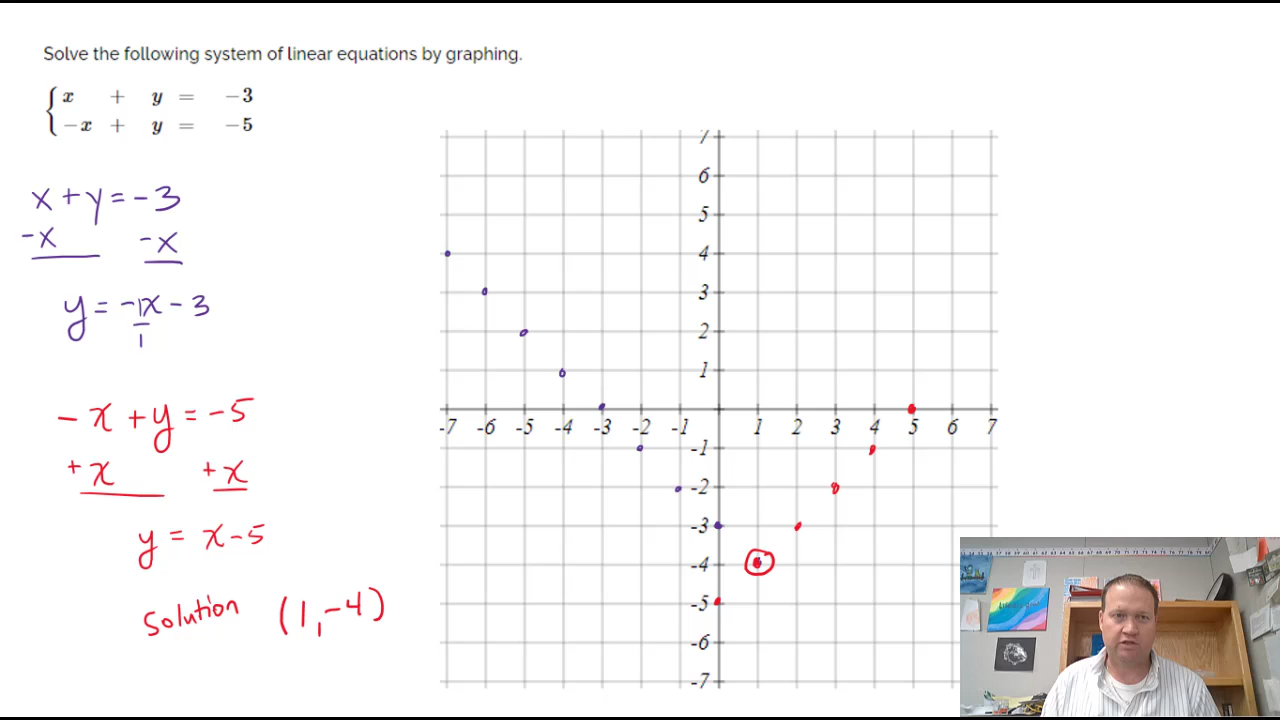 Solve the following system of linear equations by graphing.
x + y = −3
−x + y = −5
x + y = -3
-x -x
y = -1x - 3
1
- x + y = -5
+x +x
y = x - 5
Solution (1, -4)
7
6
5
4
3
2
1
-7 -6 -5 -4 -3 -2 -1 1 2 3 4 5 6 7
-1
-2
-3
-4
-5
-6
-7